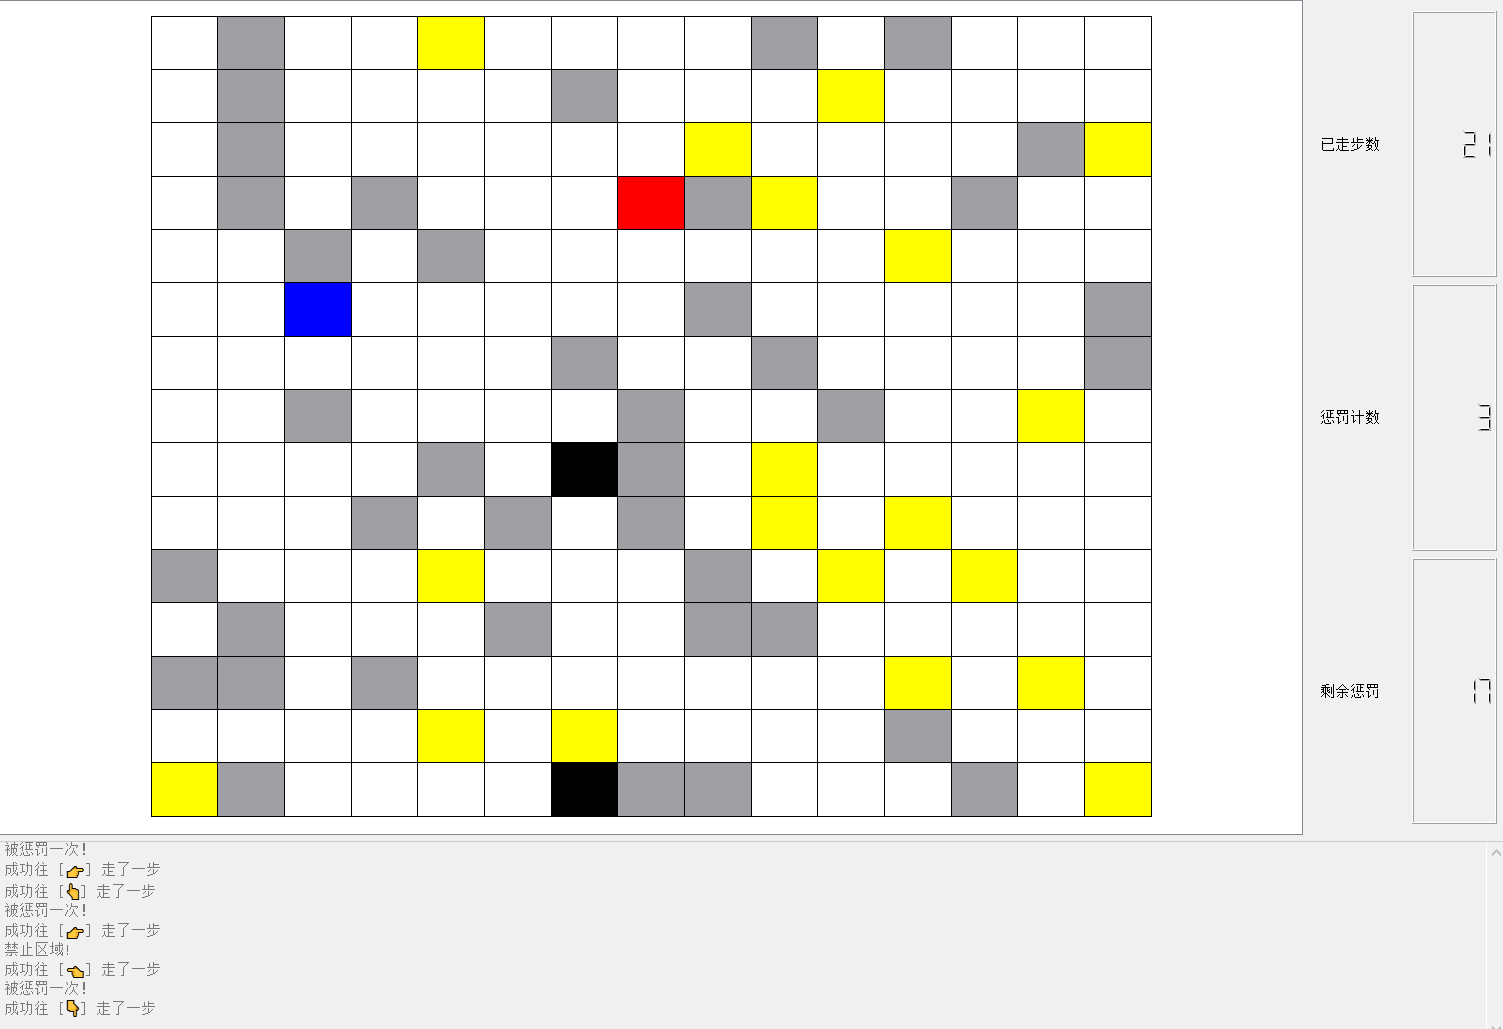 已走步数
21
惩罚计数
3
剩余惩罚
17
被惩罚一次!
成功往 [👉] 走了一步
成功往 [👆] 走了一步
被惩罚一次!
成功往 [👉] 走了一步
禁止区域!
成功往 [👈] 走了一步
被惩罚一次!
成功往 [👇] 走了一步